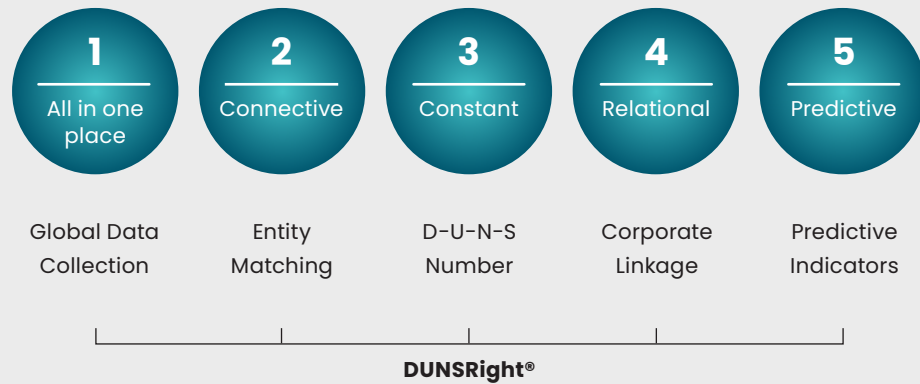 1
All in one
place
2
Connective
3
Constant
4
Relational
5
Predictive
Global Data
Collection
Entity
Matching
D-U-N-S
Number
Corporate
Linkage
Predictive
Indicators
DUNSRight®